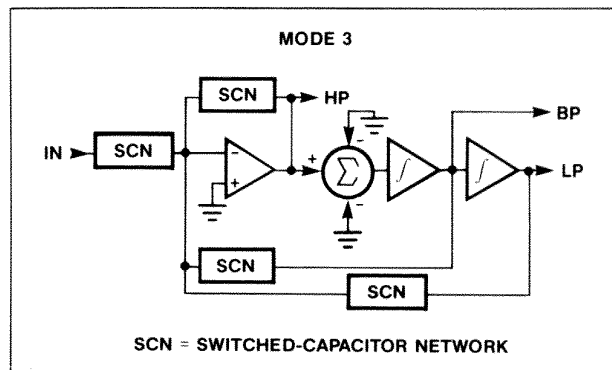 MODE 3
SCN
HP
BP
IN
SCN
−
+
+
−
Σ
∫
∫
LP
−
SCN
SCN
SCN = SWITCHED-CAPACITOR NETWORK